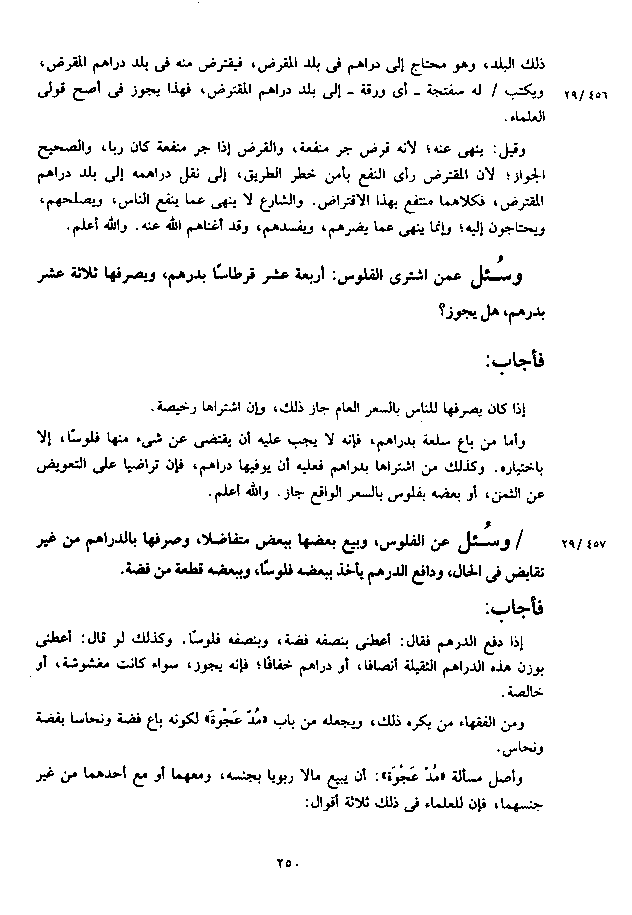 ذلك البلد، وهو محتاج إلى دراهم فى بلد المقرض، فيقترض منه فى بلد دراهم المقرض،
ويكتب / له سفتجة ـ أى ورقة ـ إلى بلد دراهم المقترض، فهذا يجوز فى أصح قولى ٢٩/٤٥٦
العلماء.
وقيل: ينهى عنه؛ لأنه قرض جر منفعة، والقرض إذا جر منفعة كان ربا، والصحيح
الجواز؛ لأن المقترض رأى النفع بأمن خطر الطريق، إلى نقل دراهمه إلى بلد دراهم
المقترض، فكلاهما منتفع بهذا الاقتراض. والشارع لا ينهى عما ينفع الناس، ويصلحهم،
ويحتاجون إليه؛ وإنما ينهى عما يضرهم، ويفسدهم، وقد أغناهم الله عنه. والله أعلم.
وسُئل عمن اشترى الفلوس: أربعة عشر قرطاسًا بدرهم، ويصرفها ثلاثة عشر
بدرهم، هل يجوز؟
فأجاب:
إذا كان يصرفها للناس بالسعر العام جاز ذلك، وإن اشتراها رخيصة.
وأما من باع سلعة بدراهم، فإنه لا يجب عليه أن يقتضى عن شىء منها فلوسًا، إلا
باختياره. وكذلك من اشتراها بدراهم فعليه أن يوفيها دراهم، فإن تراضيا على التعويض
عن الثمن، أو بعضه بفلوس بالسعر الواقع جاز. والله أعلم.
/ وسُئل عن الفلوس، وبيع بعضها ببعض متفاضلا، وصرفها بالدراهم من غير ٢٩/٤٥٧
تقابض فى الحال، ودافع الدرهم يأخذ ببعضه فلوسًا، وببعضه قطعة من فضة.
فأجاب:
إذا دفع الدرهم فقال: أعطنى بنصفه فضة، وبنصفه فلوسًا. وكذلك لو قال: أعطنى
بوزن هذه الدراهم الثقيلة أنصافا، أو دراهم خفافًا؛ فإنه يجوز، سواء كانت مغشوشة، أو
خالصة.
ومن الفقهاء من يكره ذلك، ويجعله من باب «مُدّ عَجْوَة» لكونه باع فضة ونحاسا بفضة
ونحاس.
وأصل مسألة «مُدّ عَجْوَة»: أن يبيع مالا ربويا بجنسه، ومعهما أو مع أحدهما من غير
جنسهما، فإن للعلماء فى ذلك ثلاثة أقوال:
٢٥٠